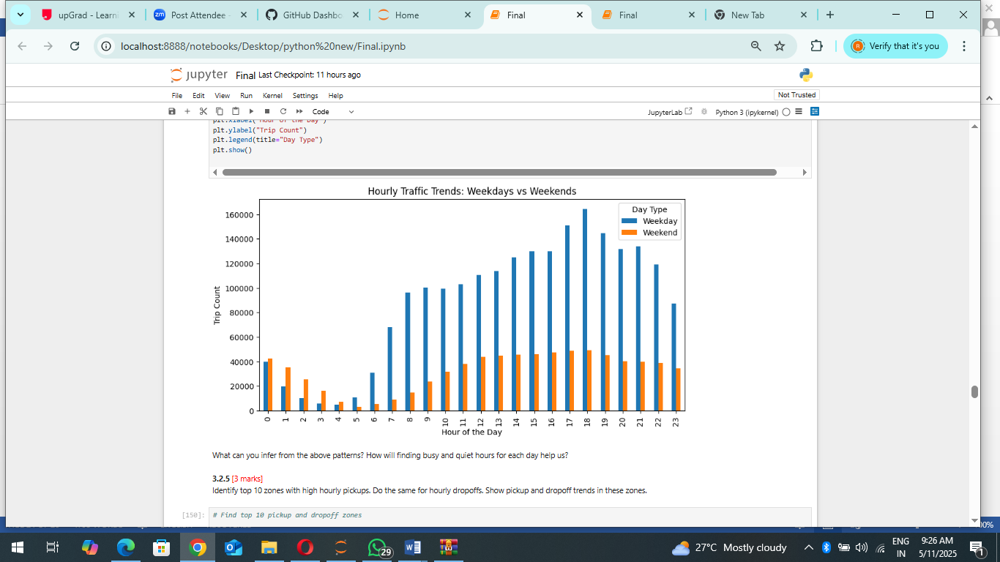 upGrad - Learni
Post Attendee -
GitHub Dashbo
Home
Final
Final
New Tab
localhost:8888/notebooks/Desktop/python%20new/Final.ipynb
Verify that it's you
jupyter Final Last Checkpoint: 11 hours ago
File Edit View Run Kernel Settings Help
Not Trusted
Code
JupyterLab
Python 3 (ipykernel)
plt.xlabel("Hour of the Day")
plt.ylabel("Trip Count")
plt.legend(title="Day Type")
plt.show()
Hourly Traffic Trends: Weekdays vs Weekends
Day Type
Weekday
Weekend
160000
140000
120000
100000
80000
60000
40000
20000
0
Trip Count
0 1 2 3 4 5 6 7 8 9 10 11 12 13 14 15 16 17 18 19 20 21 22 23
Hour of the Day
What can you infer from the above patterns? How will finding busy and quiet hours for each day help us?
3.2.5 [3 marks]
Identify top 10 zones with high hourly pickups. Do the same for hourly dropoffs. Show pickup and dropoff trends in these zones.
[150]: # Find top 10 pickup and dropoff zones
29
27°C Mostly cloudy
ENG
IN
9:26 AM
5/11/2025
1